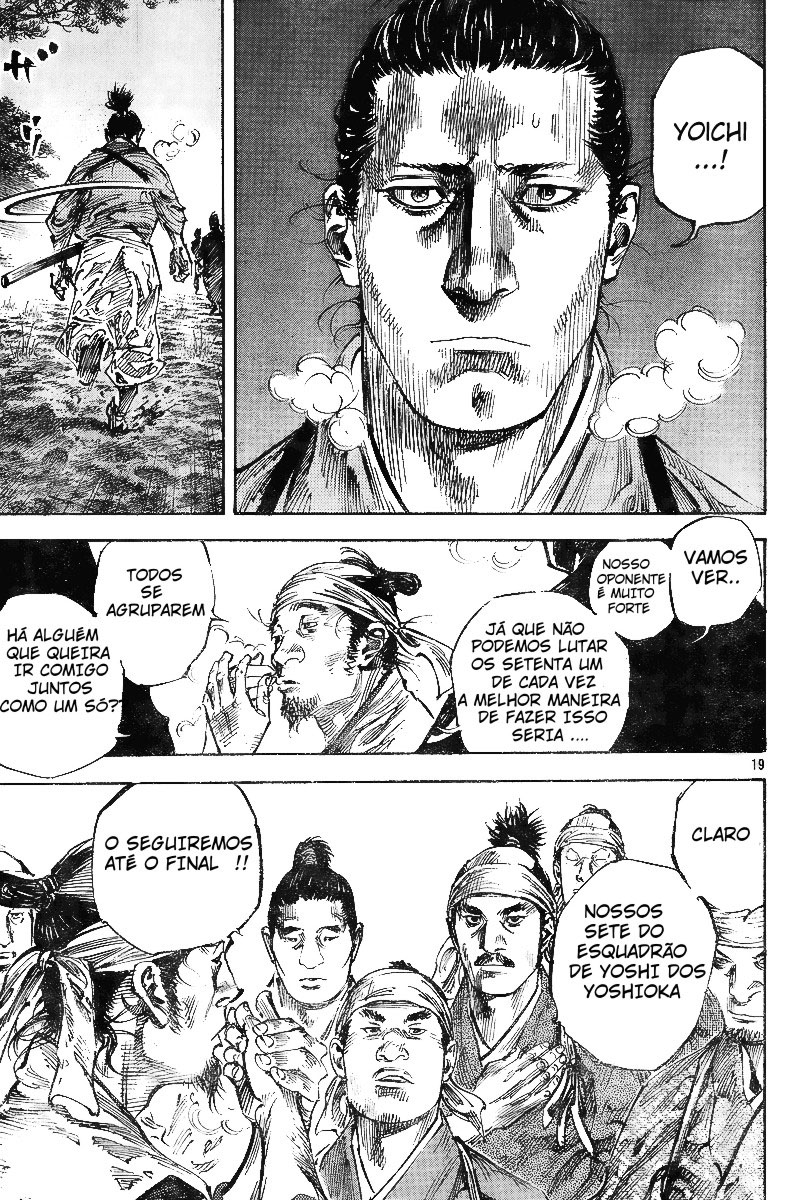 YOICHI
...!
ザ゛
ザ゛
VAMOS
VER..
NOSSO
OPONENTE
É MUITO
FORTE
JÁ QUE NÃO
PODEMOS LUTAR
OS SETENTA UM
DE CADA VEZ
A MELHOR MANEIRA
DE FAZER ISSO
SERIA ....
TODOS
SE
AGRUPAREM
HÁ ALGUÉM
QUE QUEIRA
IR COMIGO
JUNTOS
COMO UM SÓ??
19
CLARO
NOSSOS
SETE DO
ESQUADRÃO
DE YOSHI DOS
YOSHIOKA
O SEGUIREMOS
ATÉ O FINAL !!